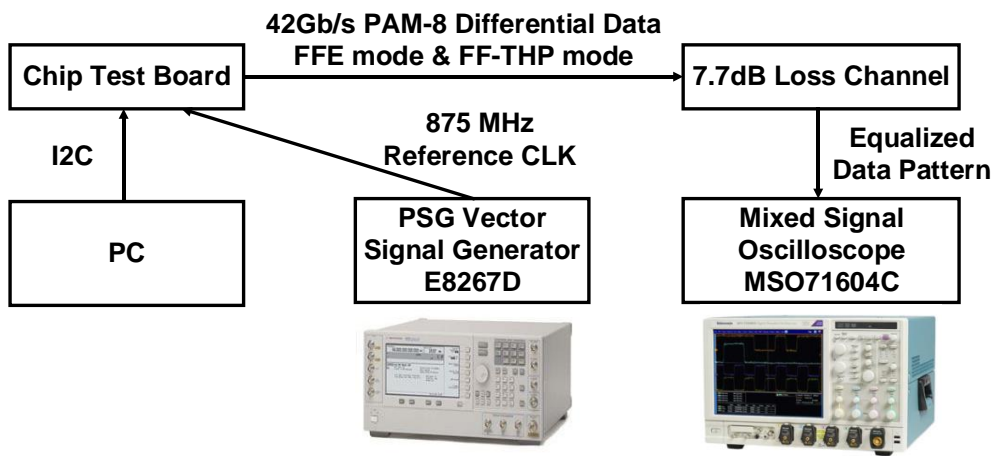 42Gb/s PAM-8 Differential Data
FFE mode & FF-THP mode
Chip Test Board
7.7dB Loss Channel
875 MHz
Reference CLK
I2C
Equalized
Data Pattern
PC
PSG Vector
Signal Generator
E8267D
Mixed Signal
Oscilloscope
MSO71604C